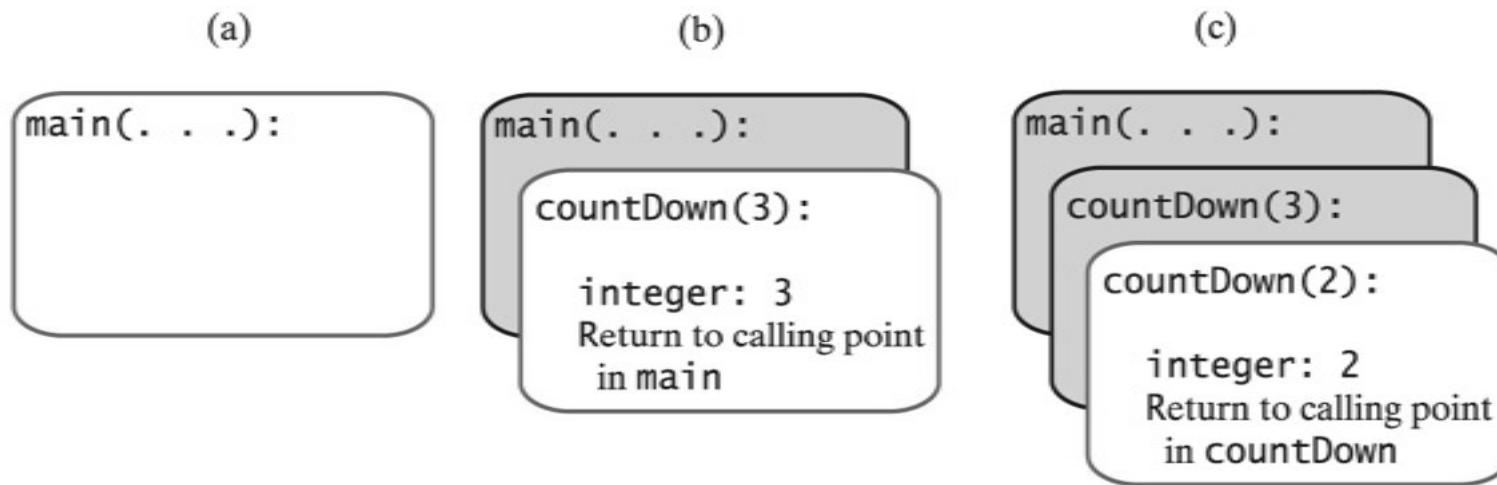 (a)
main(. . .):
(b)
main(. . .):
countDown(3):
integer: 3
Return to calling point
in main
(c)
main(. . .):
countDown(3):
countDown(2):
integer: 2
Return to calling point
in countDown